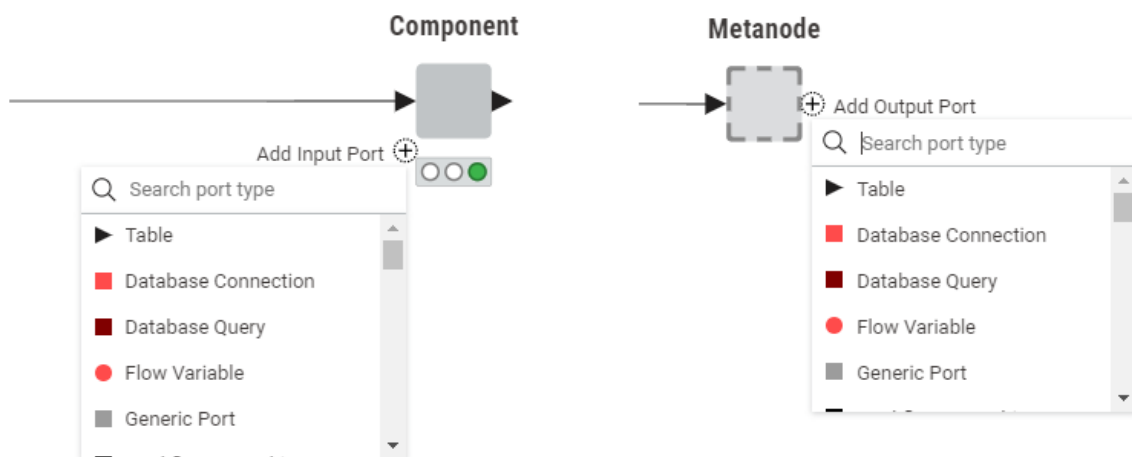 Component
Add Input Port
Search port type
Table
Database Connection
Database Query
Flow Variable
Generic Port
Metanode
Add Output Port
Search port type
Table
Database Connection
Database Query
Flow Variable
Generic Port